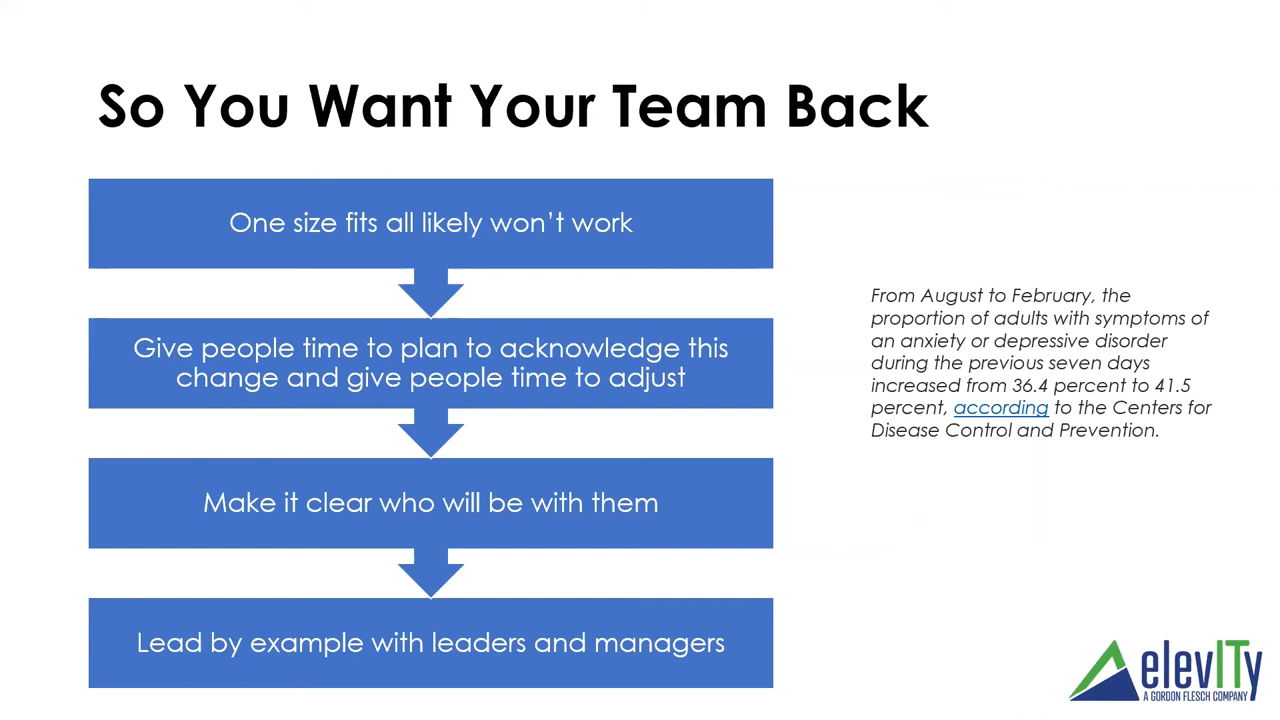 So You Want Your Team Back
One size fits all likely won’t work
Give people time to plan to acknowledge this
change and give people time to adjust
Make it clear who will be with them
Lead by example with leaders and managers
From August to February, the
proportion of adults with symptoms of
an anxiety or depressive disorder
during the previous seven days
increased from 36.4 percent to 41.5
percent, according to the Centers for
Disease Control and Prevention.
elevITy
A GORDON FLESCH COMPANY